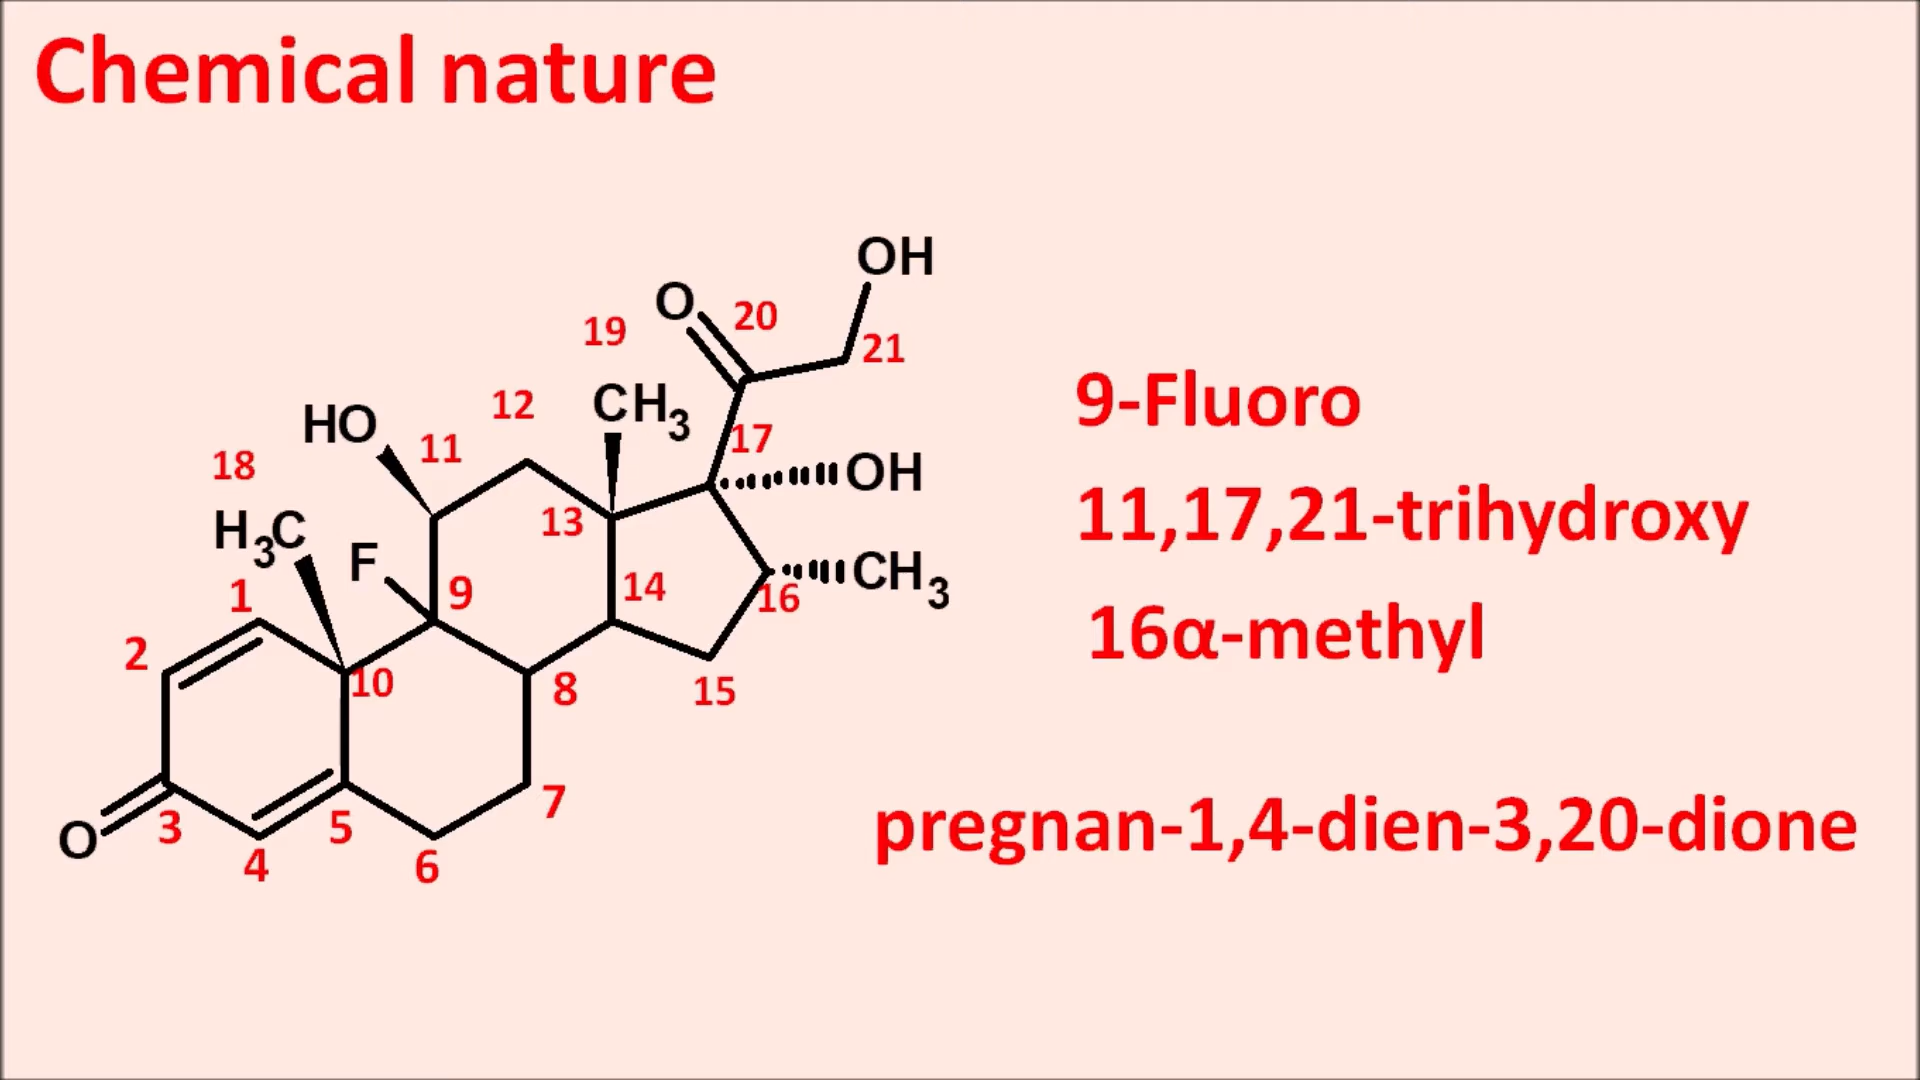 Chemical nature
OH
O
20
19
21
CH3
12
HO
11
17
18
OH
13
H3C
F
9
14
CH3
16
1
2
10
8
15
7
3
5
O
4
6
9-Fluoro
11,17,21-trihydroxy
16α-methyl
pregnan-1,4-dien-3,20-dione